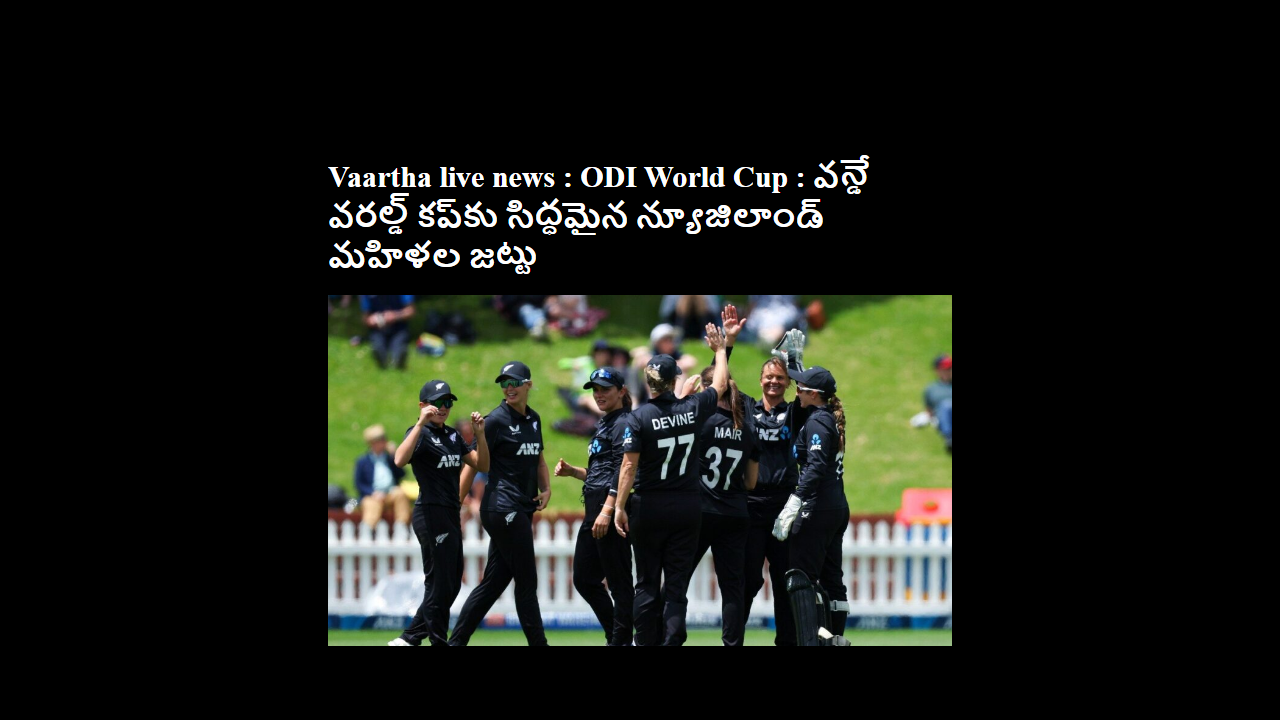 Vaartha live news : ODI World Cup : వన్డే
వరల్డ్ కప్‌కు సిద్ధమైన న్యూజిలాండ్
మహిళల జట్టు
DEVINE
77
MAIR
37
ANZ
ANZ
ANZ